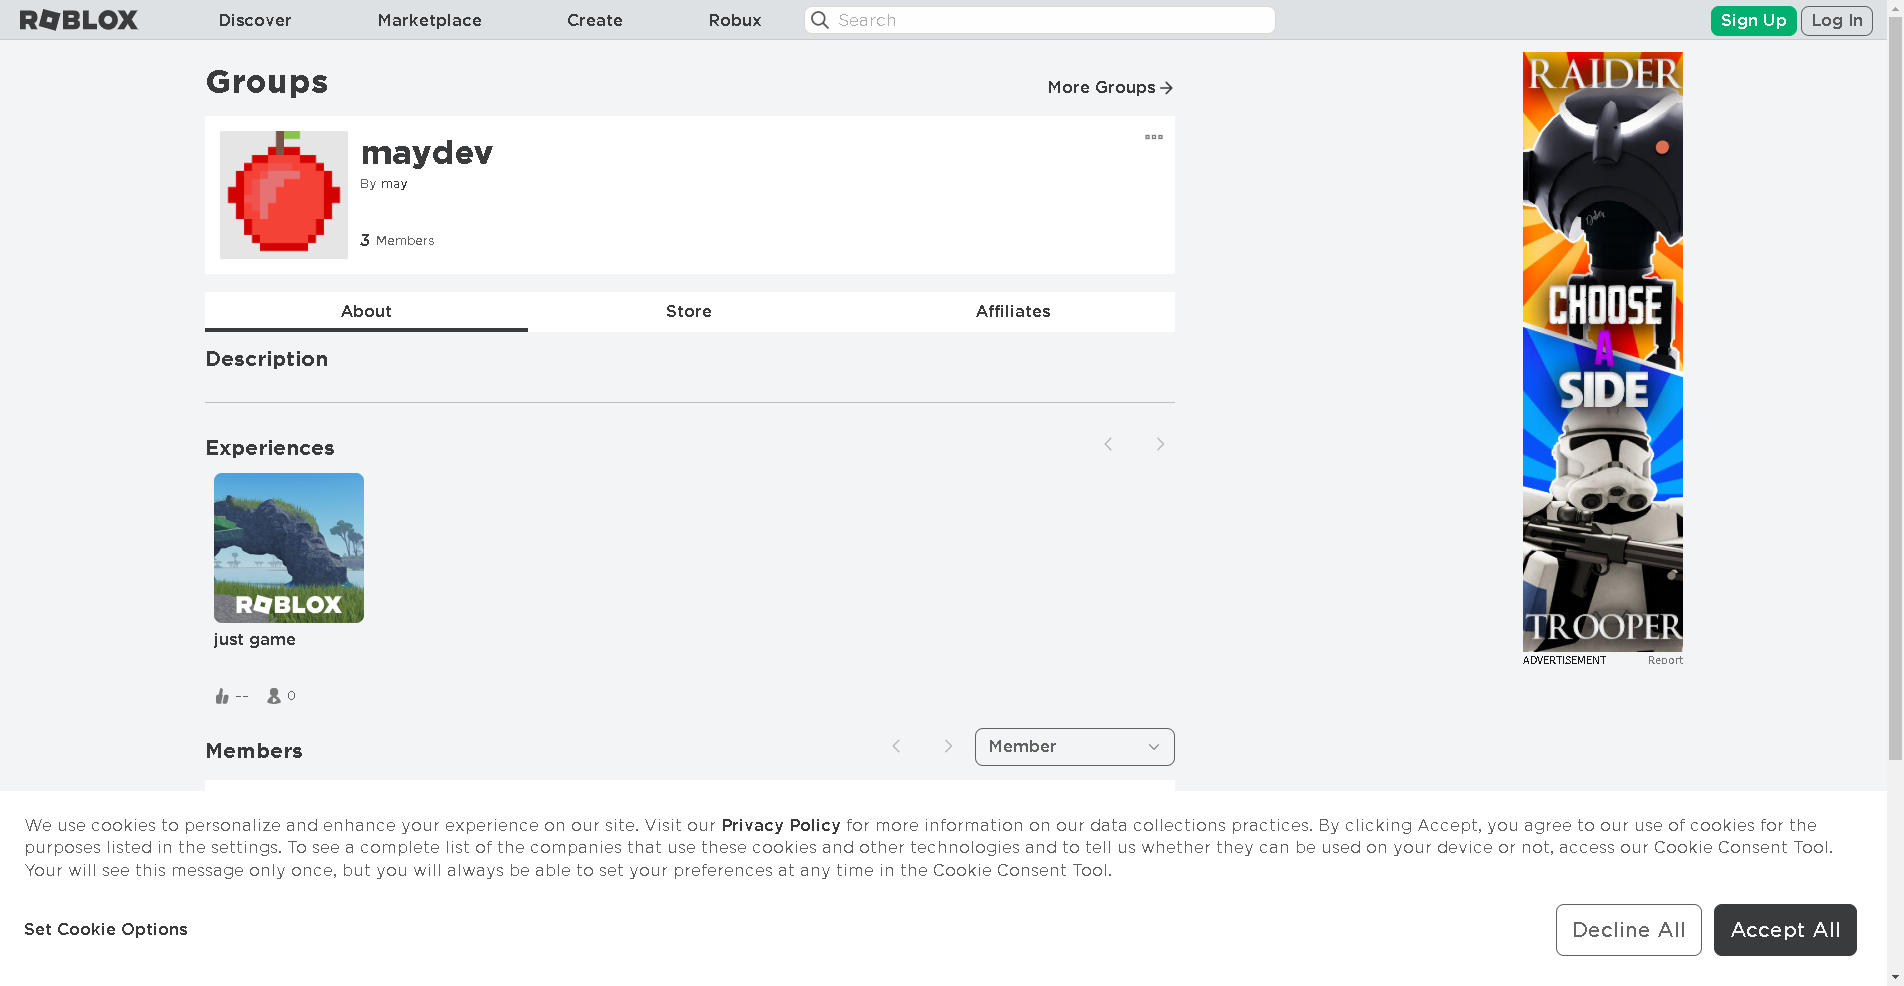 ROBLOX
Discover
Marketplace
Create
Robux
Search
Sign Up
Log In
Groups
More Groups
maydev
By may
3 Members
About
Store
Affiliates
Description
Experiences
ROBLOX
just game
--
0
Members
Member
RAIDER
CHOOSE
A
SIDE
TROOPER
ADVERTISEMENT
Report
We use cookies to personalize and enhance your experience on our site. Visit our Privacy Policy for more information on our data collections practices. By clicking Accept, you agree to our use of cookies for the
purposes listed in the settings. To see a complete list of the companies that use these cookies and other technologies and to tell us whether they can be used on your device or not, access our Cookie Consent Tool.
Your will see this message only once, but you will always be able to set your preferences at any time in the Cookie Consent Tool.
Set Cookie Options
Decline All
Accept All